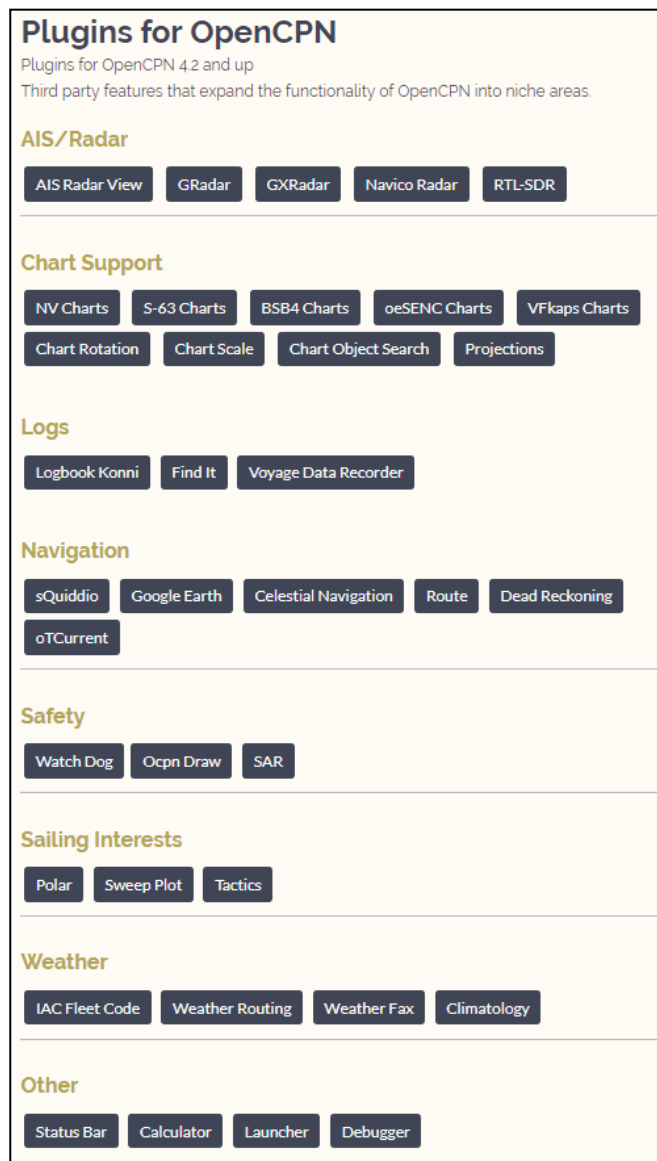 Plugins for OpenCPN
Plugins for OpenCPN 4.2 and up
Third party features that expand the functionality of OpenCPN into niche areas.
AIS/Radar
AIS Radar View GRadar GXRadar Navico Radar RTL-SDR
Chart Support
NV Charts S-63 Charts BSB4 Charts oeSENC Charts VFkaps Charts
Chart Rotation Chart Scale Chart Object Search Projections
Logs
Logbook Konni Find It Voyage Data Recorder
Navigation
sQuiddio Google Earth Celestial Navigation Route Dead Reckoning
oTCurrent
Safety
Watch Dog Ocpn Draw SAR
Sailing Interests
Polar Sweep Plot Tactics
Weather
IAC Fleet Code Weather Routing Weather Fax Climatology
Other
Status Bar Calculator Launcher Debugger